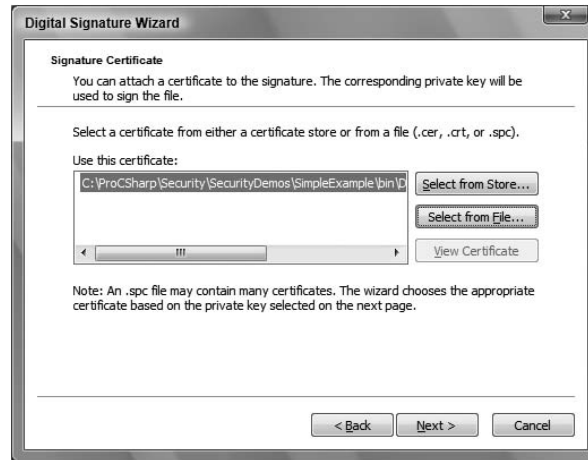 Digital Signature Wizard
Signature Certificate
You can attach a certificate to the signature. The corresponding private key will be
used to sign the file.
Select a certificate from either a certificate store or from a file (.cer, .crt, or .spc).
Use this certificate:
C:\ProCSharp\Security\SecurityDemos\SimpleExample\bin\D
Select from Store...
Select from File...
View Certificate
Note: An .spc file may contain many certificates. The wizard chooses the appropriate
certificate based on the private key selected on the next page.
< Back
Next >
Cancel